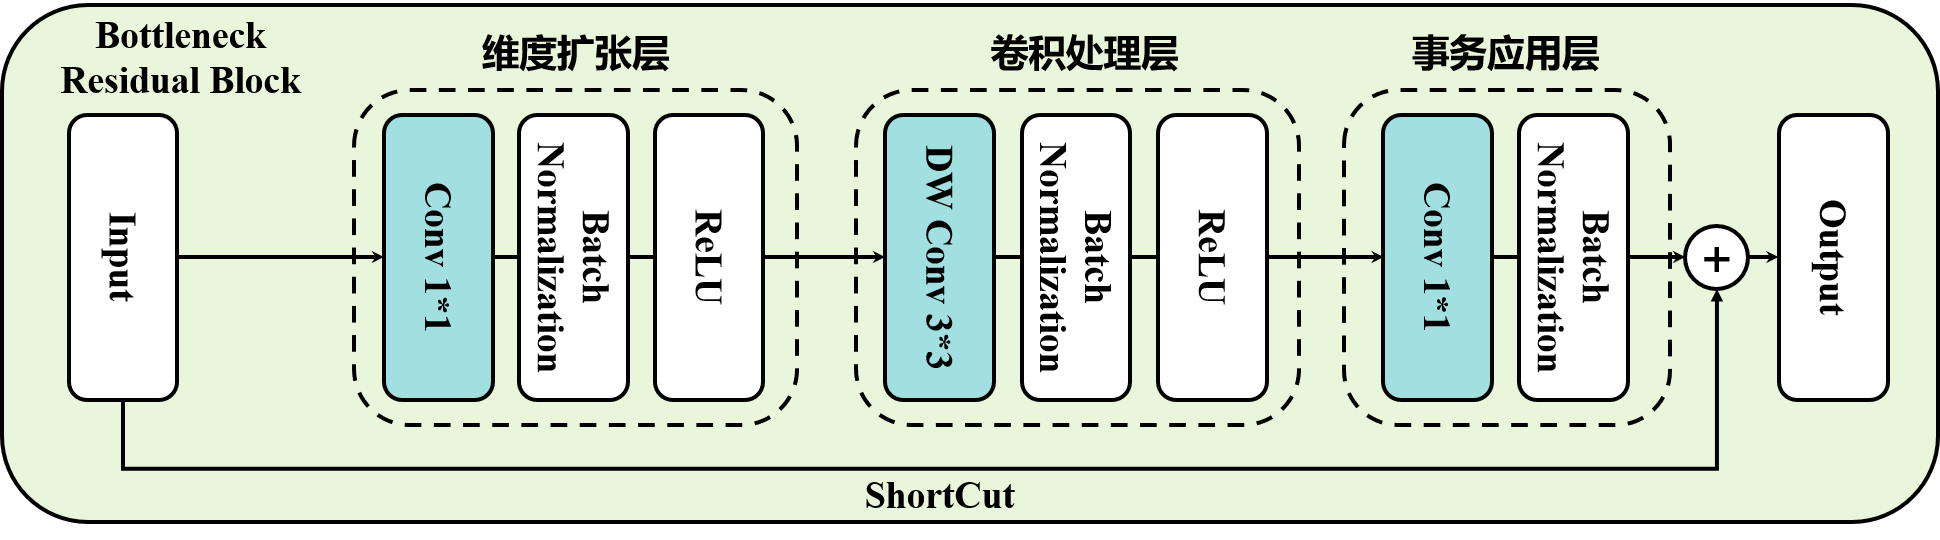 Bottleneck
Residual Block
维度扩张层
卷积处理层
事务应用层
Input
Conv 1*1
Batch
Normalization
ReLU
DW Conv 3*3
Batch
Normalization
ReLU
Conv 1*1
Batch
Normalization
+
Output
ShortCut